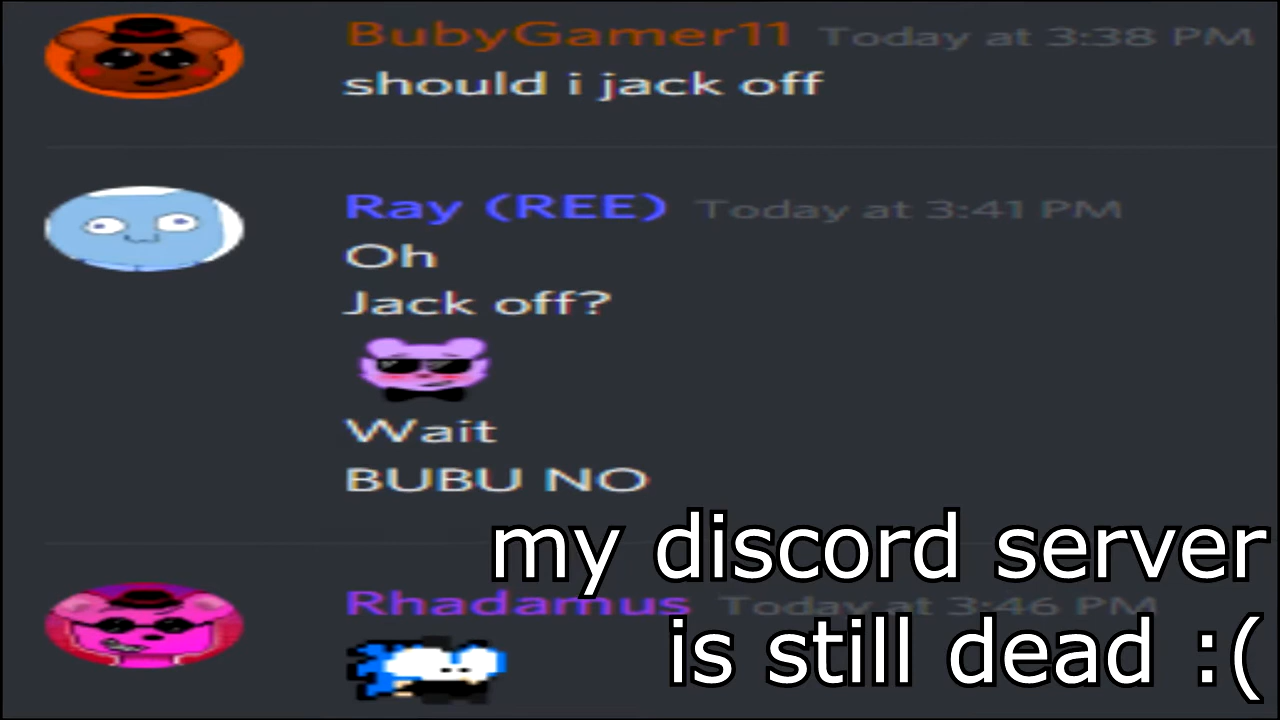 BubyGamer11 Today at 3:38 PM
should i jack off
Ray (REE) Today at 3:41 PM
Oh
Jack off?
Wait
BUBU NO
my discord server
Rhadamus Today at 3:46 PM
is still dead :(